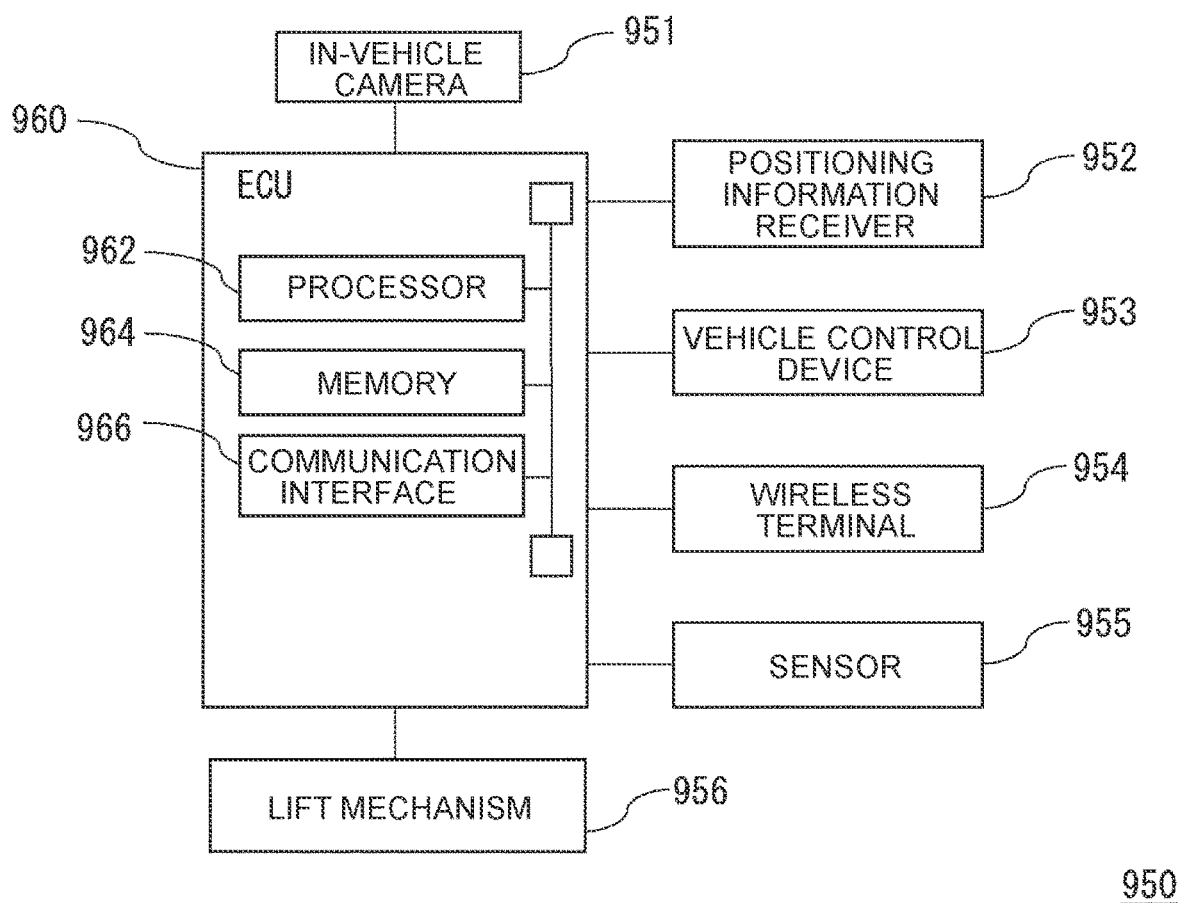 951
IN-VEHICLE
CAMERA
960
ECU
952
POSITIONING
INFORMATION
RECEIVER
962
PROCESSOR
953
VEHICLE CONTROL
DEVICE
964
MEMORY
966
COMMUNICATION
INTERFACE
954
WIRELESS
TERMINAL
955
SENSOR
LIFT MECHANISM
956
950